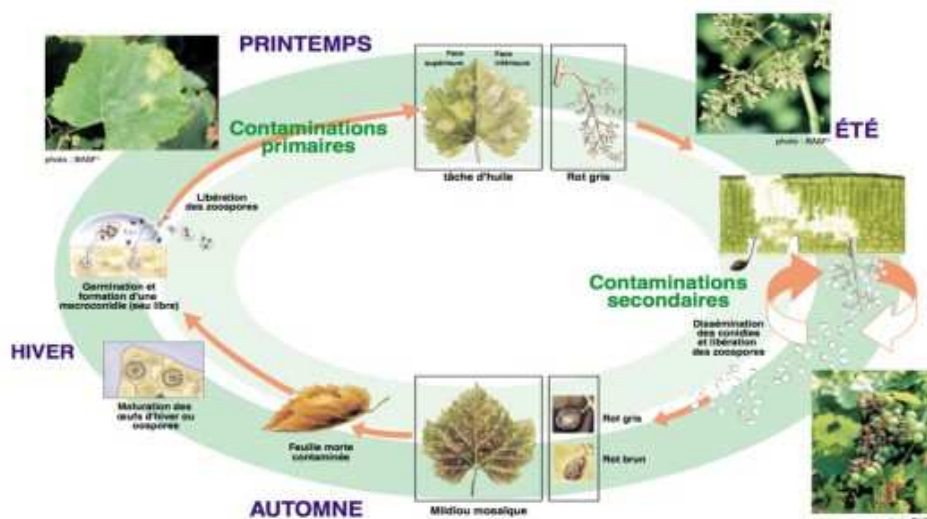 PRINTEMPS
Face
supérieure
Face
inférieure
ÉTÉ
Contaminations
primaires
tâche d'huile
Rot gris
Libération
des zoospores
Germination et
formation d'une
macroconidie (eau libre)
Contaminations
secondaires
Dissémination
des conidies
et libération
des zoospores
HIVER
Maturation des
œufs d'hiver ou
oospores
Feuille morte
contaminée
Rot gris
Rot brun
AUTOMNE
Mildiou mosaïque